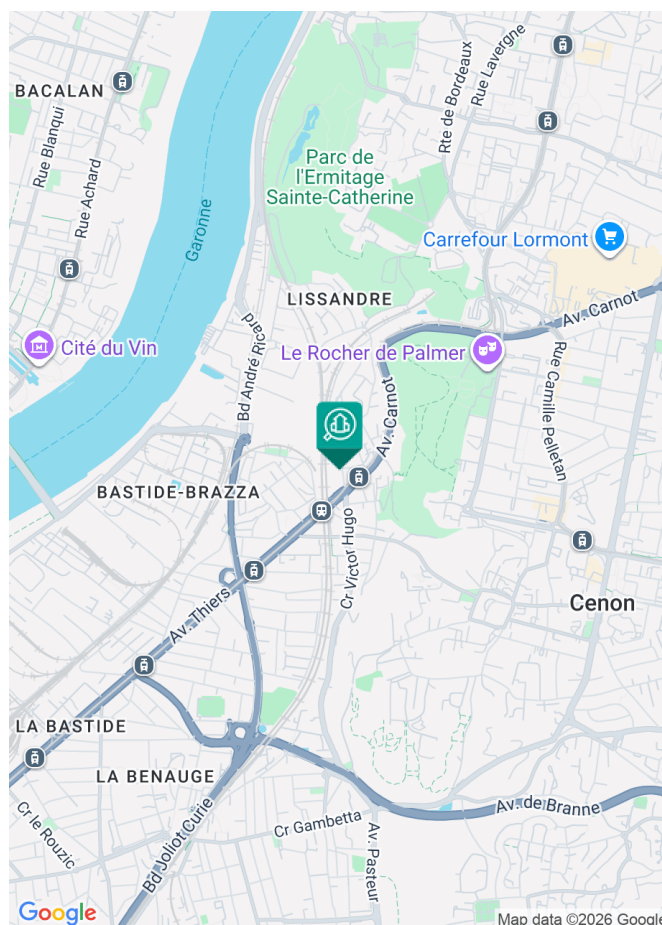 Rue Lavergne
Rte de Bordeaux
BACALAN
Rue Blanqui
Rue Achard
Parc de
l'Ermitage
Sainte-Catherine
Garonne
Carrefour Lormont
LISSANDRE
Av. Carnot
Cité du Vin
Bd André Ricard
Le Rocher de Palmer
Rue Camille Pelletan
Av. Carnot
BASTIDE-BRAZZA
Cr Victor Hugo
Av. Thiers
Cenon
LA BASTIDE
LA BENAUGE
Av. de Branne
Cr le Rouzic
Bd Joliot Curie
Cr Gambetta
Av. Pasteur
Google
Map data ©2026 Google